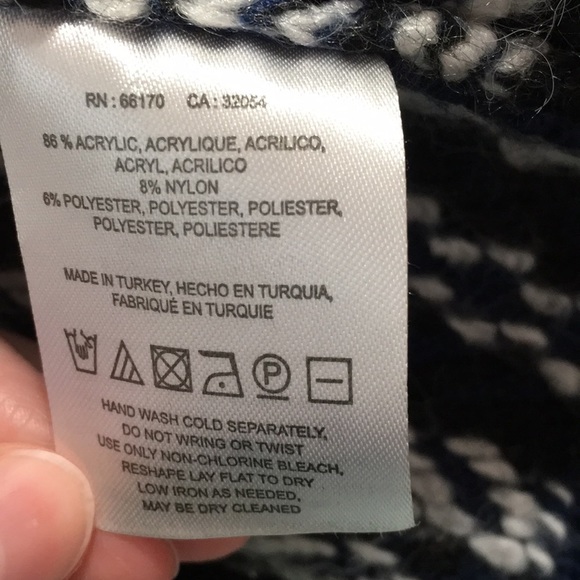 RN : 66170 CA : 32054
86 % ACRYLIC, ACRYLIQUE, ACRILICO,
ACRYL, ACRILICO
8% NYLON
6% POLYESTER, POLYESTER, POLIESTER,
POLYESTER, POLIESTERE
MADE IN TURKEY, HECHO EN TURQUIA,
FABRIQUÉ EN TURQUIE
P
HAND WASH COLD SEPARATELY,
DO NOT WRING OR TWIST
USE ONLY NON-CHLORINE BLEACH,
RESHAPE LAY FLAT TO DRY
LOW IRON AS NEEDED,
MAY BE DRY CLEANED